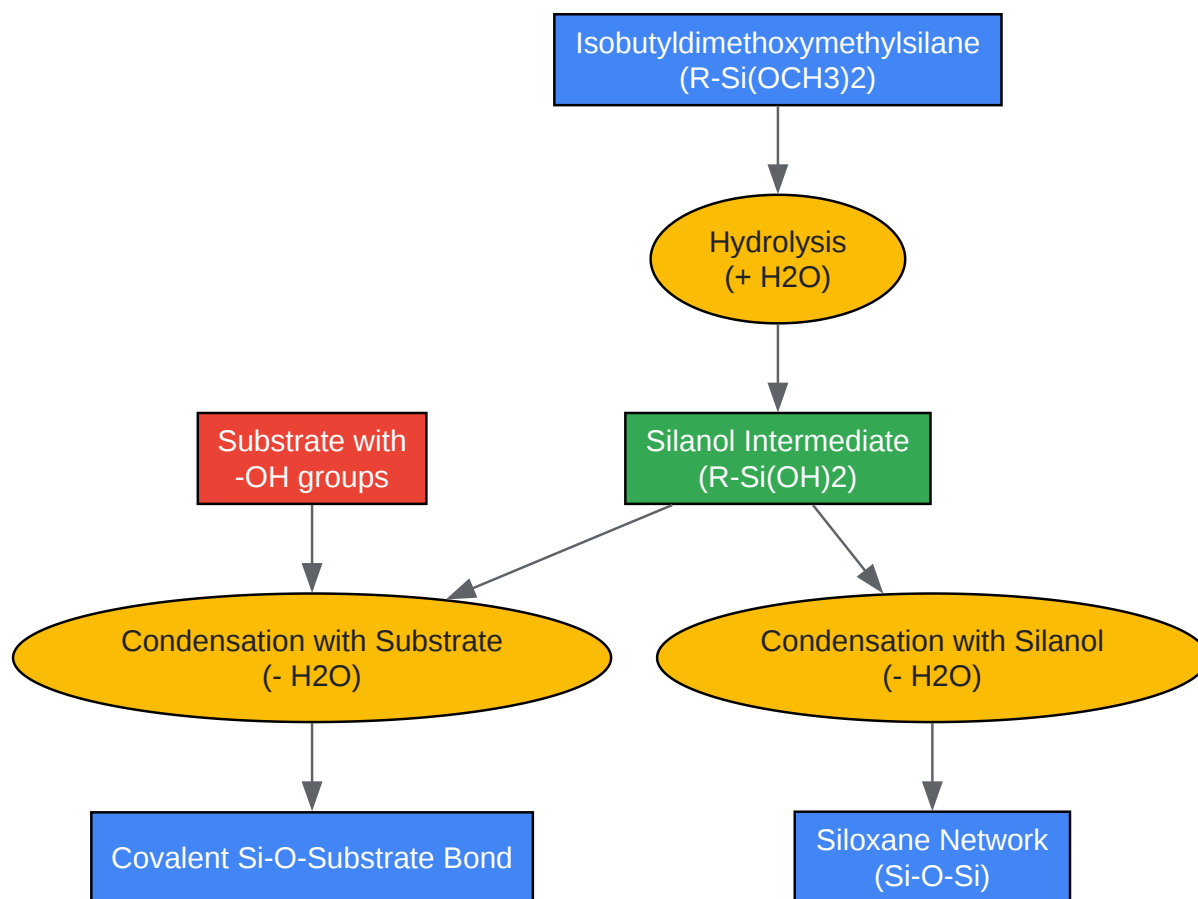 Isobutyldimethoxymethylsilane
(R-Si(OCH3)2)
Hydrolysis
(+ H2O)
Substrate with
-OH groups
Silanol Intermediate
(R-Si(OH)2)
Condensation with Substrate
(- H2O)
Condensation with Silanol
(- H2O)
Covalent Si-O-Substrate Bond
Siloxane Network
(Si-O-Si)